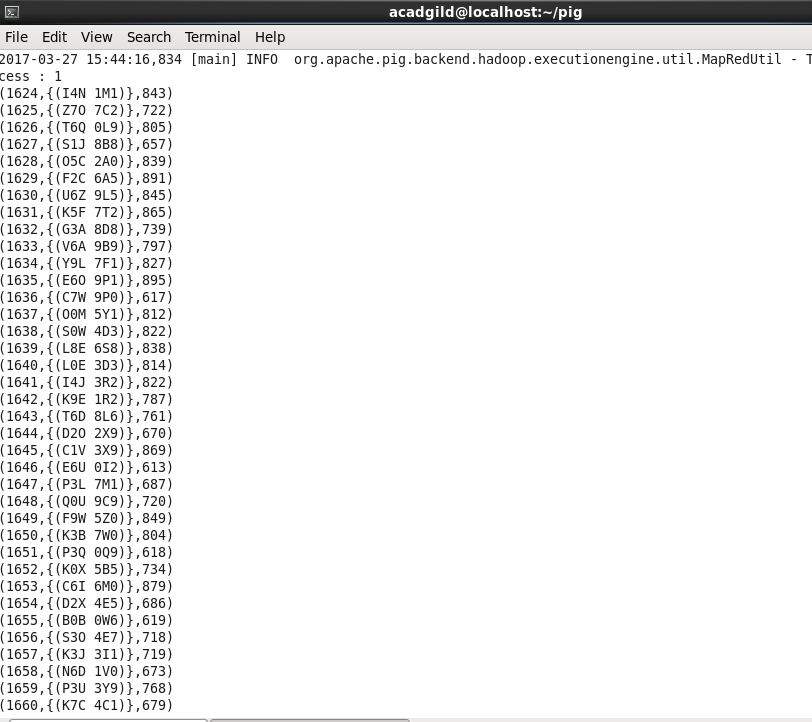 acadgild@localhost:~/pig
File Edit View Search Terminal Help
2017-03-27 15:44:16,834 [main] INFO  org.apache.pig.backend.hadoop.executionengine.util.MapRedUtil - T
cess : 1
(1624,{(I4N 1M1)},843)
(1625,{(Z7O 7C2)},722)
(1626,{(T6Q 0L9)},805)
(1627,{(S1J 8B8)},657)
(1628,{(O5C 2A0)},839)
(1629,{(F2C 6A5)},891)
(1630,{(U6Z 9L5)},845)
(1631,{(K5F 7T2)},865)
(1632,{(G3A 8D8)},739)
(1633,{(V6A 9B9)},797)
(1634,{(Y9L 7F1)},827)
(1635,{(E6O 9P1)},895)
(1636,{(C7W 9P0)},617)
(1637,{(O0M 5Y1)},812)
(1638,{(S0W 4D3)},822)
(1639,{(L8E 6S8)},838)
(1640,{(L0E 3D3)},814)
(1641,{(I4J 3R2)},822)
(1642,{(K9E 1R2)},787)
(1643,{(T6D 8L6)},761)
(1644,{(D2O 2X9)},670)
(1645,{(C1V 3X9)},869)
(1646,{(E6U 0I2)},613)
(1647,{(P3L 7M1)},687)
(1648,{(Q0U 9C9)},720)
(1649,{(F9W 5Z0)},849)
(1650,{(K3B 7W0)},804)
(1651,{(P3Q 0Q9)},618)
(1652,{(K0X 5B5)},734)
(1653,{(C6I 6M0)},879)
(1654,{(D2X 4E5)},686)
(1655,{(B0B 0W6)},619)
(1656,{(S3O 4E7)},718)
(1657,{(K3J 3I1)},719)
(1658,{(N6D 1V0)},673)
(1659,{(P3U 3Y9)},768)
(1660,{(K7C 4C1)},679)